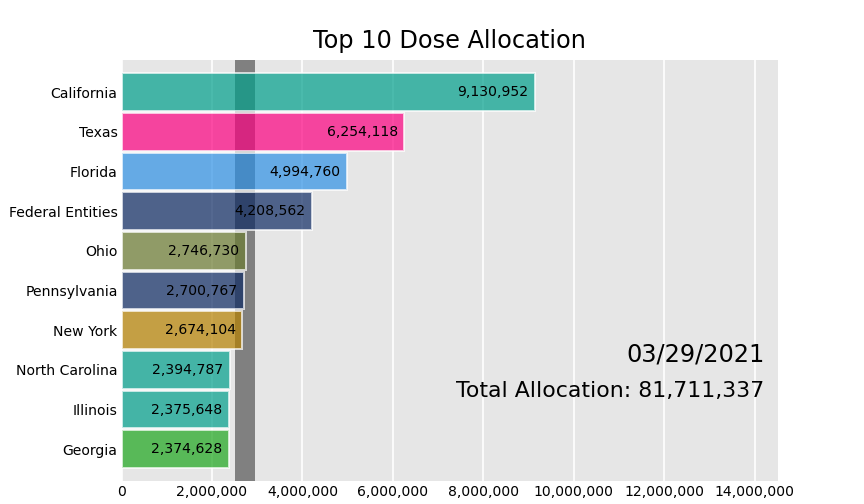 Top 10 Dose Allocation
California 9,130,952
Texas 6,254,118
Florida 4,994,760
Federal Entities 4,208,562
Ohio 2,746,730
Pennsylvania 2,700,767
New York 2,674,104
North Carolina 2,394,787
Illinois 2,375,648
Georgia 2,374,628
03/29/2021
Total Allocation: 81,711,337
0 2,000,000 4,000,000 6,000,000 8,000,000 10,000,000 12,000,000 14,000,000